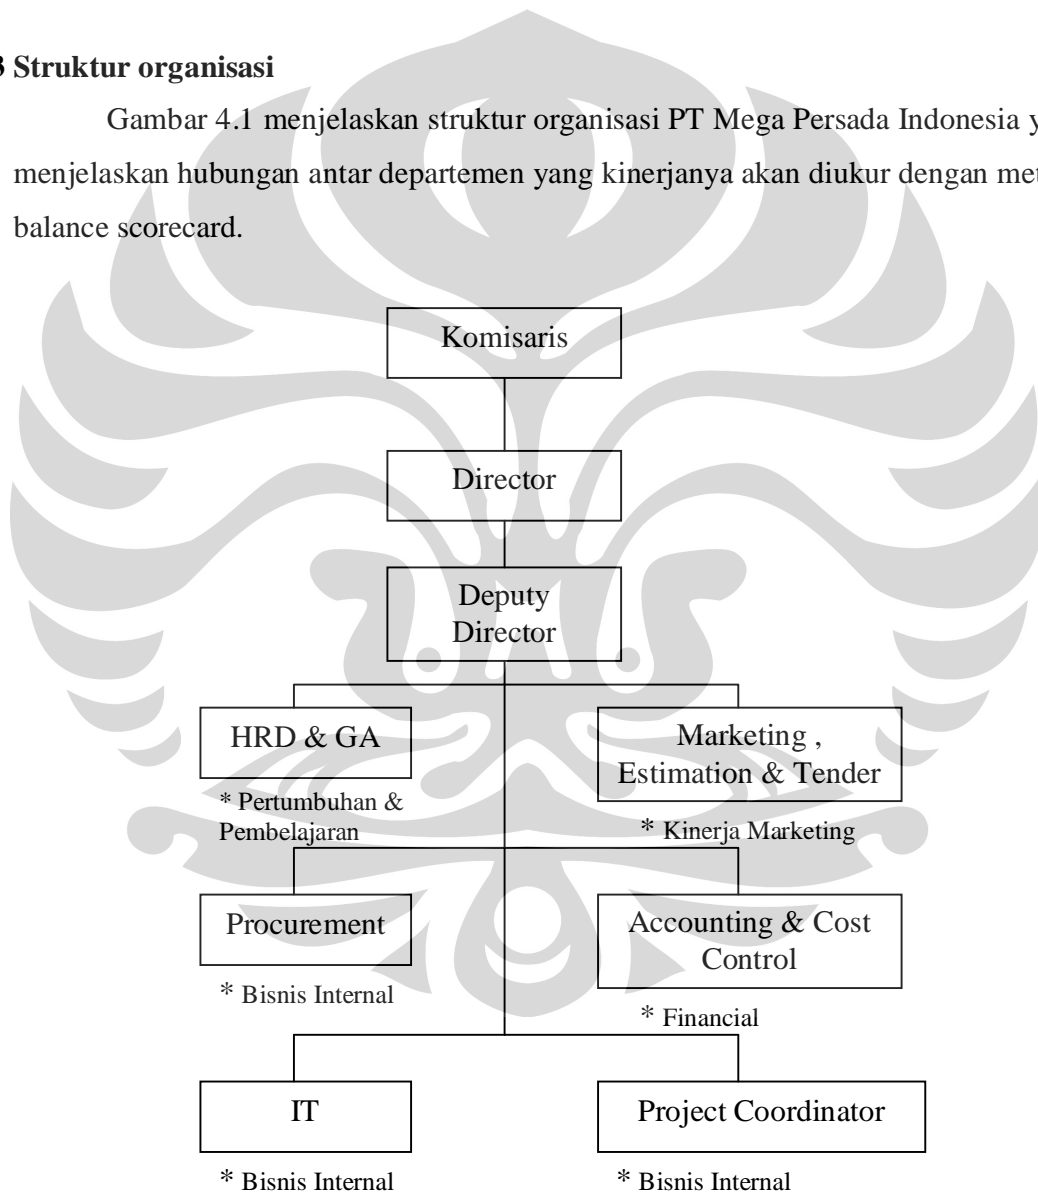 3 Struktur organisasi
Gambar 4.1 menjelaskan struktur organisasi PT Mega Persada Indonesia y
menjelaskan hubungan antar departemen yang kinerjanya akan diukur dengan met
balance scorecard.
Komisaris
Director
Deputy
Director
HRD & GA
* Pertumbuhan &
Pembelajaran
Marketing ,
Estimation & Tender
* Kinerja Marketing
Procurement
* Bisnis Internal
Accounting & Cost
Control
* Financial
IT
* Bisnis Internal
Project Coordinator
* Bisnis Internal